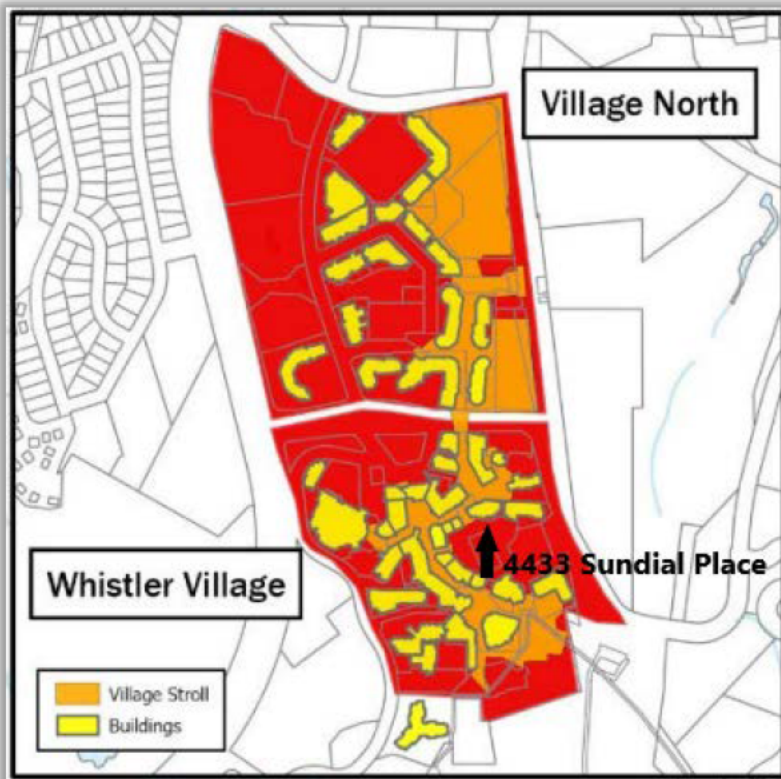 Village North
4433 Sundial Place
Whistler Village
Village Stroll
Buildings